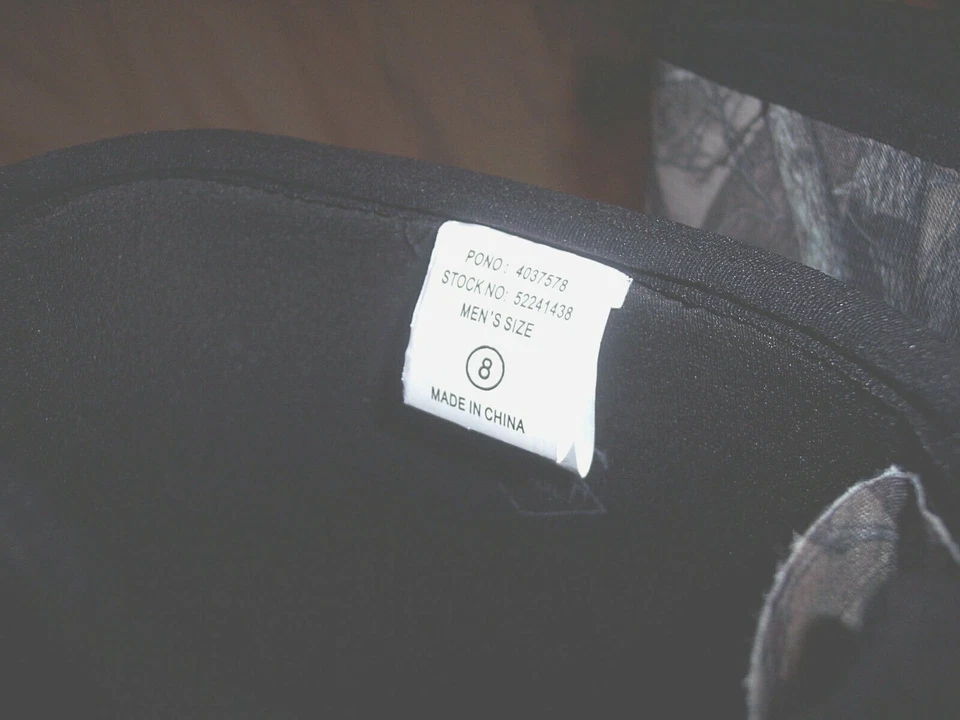 PONO: 4037578
STOCK NO: 52241438
MEN'S SIZE
8
MADE IN CHINA